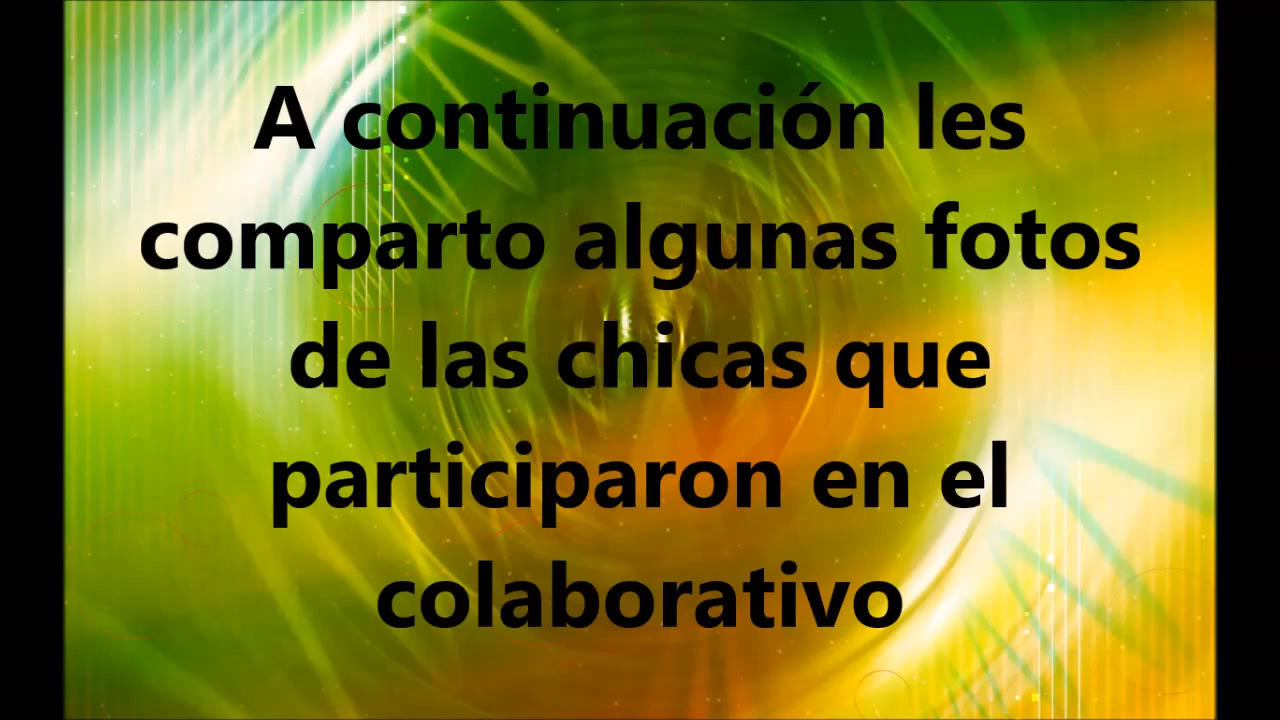 A continuación les
comparto algunas fotos
de las chicas que
participaron en el
colaborativo